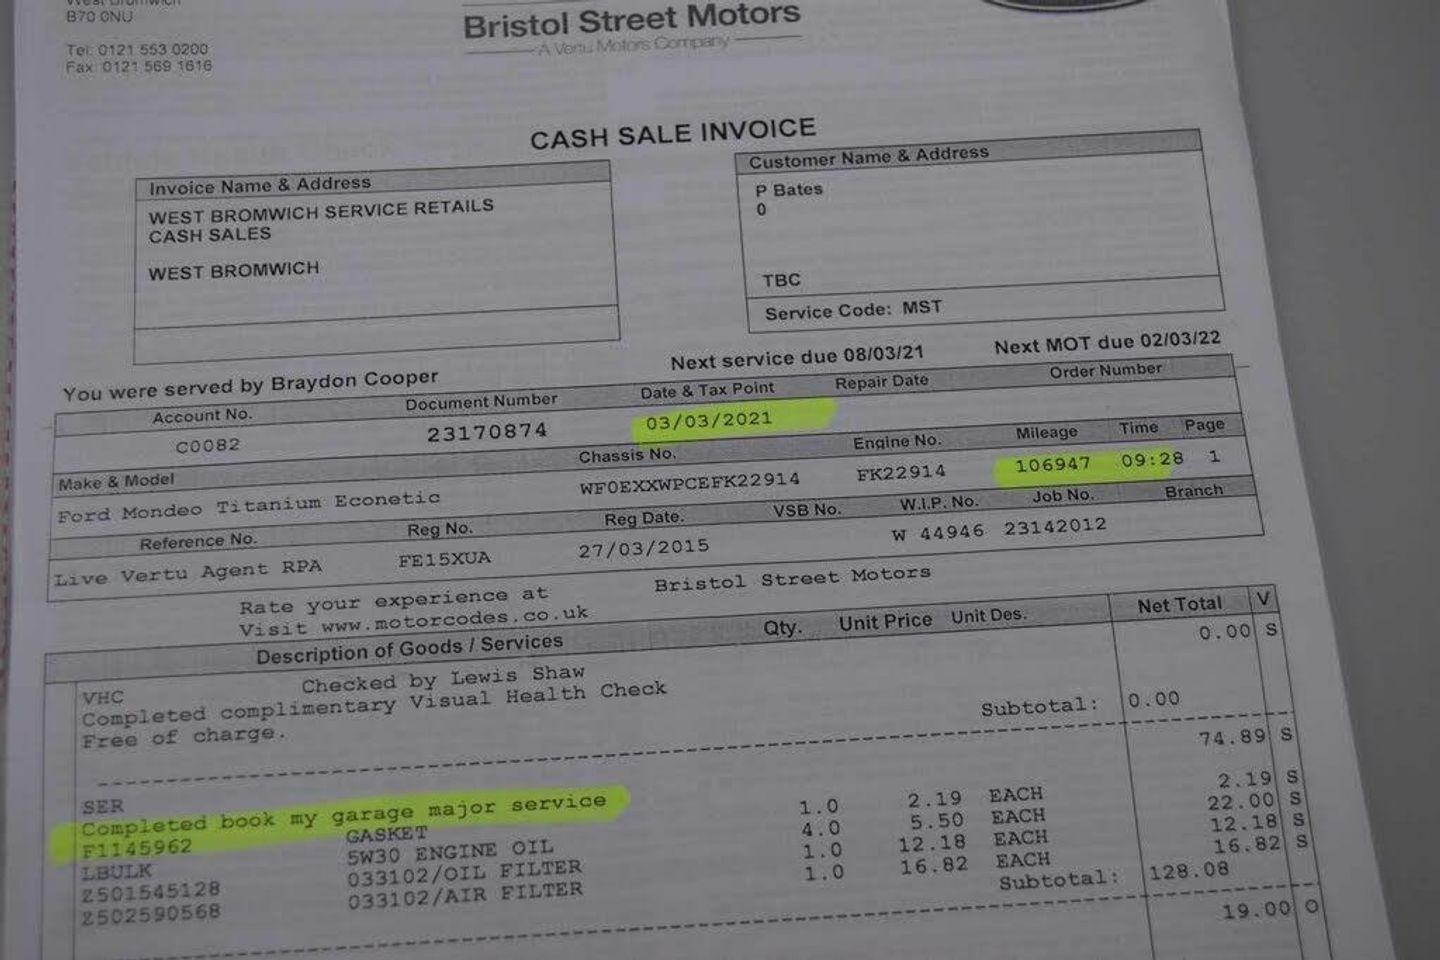 West Bromwich
B70 0NU
Tel: 0121 553 0200
Fax: 0121 569 1616
Bristol Street Motors
A Vertu Motors Company
CASH SALE INVOICE
Invoice Name & Address
WEST BROMWICH SERVICE RETAILS
CASH SALES
WEST BROMWICH
Customer Name & Address
P Bates
0
TBC
Service Code: MST
You were served by Braydon Cooper
Next service due 08/03/21
Next MOT due 02/03/22
Account No. Document Number Date & Tax Point Repair Date Order Number
C0082 23170874 03/03/2021
Make & Model Chassis No. Engine No. Mileage Time Page
Ford Mondeo Titanium Econetic WF0EXXWPCEFK22914 FK22914 106947 09:28 1
Reference No. Reg No. Reg Date. VSB No. W.I.P. No. Job No. Branch
Live Vertu Agent RPA FE15XUA 27/03/2015 W 44946 23142012
Rate your experience at Bristol Street Motors
Visit www.motorcodes.co.uk
Description of Goods / Services Qty. Unit Price Unit Des. Net Total V
0.00 S
VHC Checked by Lewis Shaw
Completed complimentary Visual Health Check
Free of charge.
Subtotal: 0.00
SER 74.89 S
Completed book my garage major service
F1145962 GASKET 1.0 2.19 EACH 2.19 S
LBULK 5W30 ENGINE OIL 4.0 5.50 EACH 22.00 S
Z501545128 033102/OIL FILTER 1.0 12.18 EACH 12.18 S
Z502590568 033102/AIR FILTER 1.0 16.82 EACH 16.82 S
Subtotal: 128.08
19.00 O